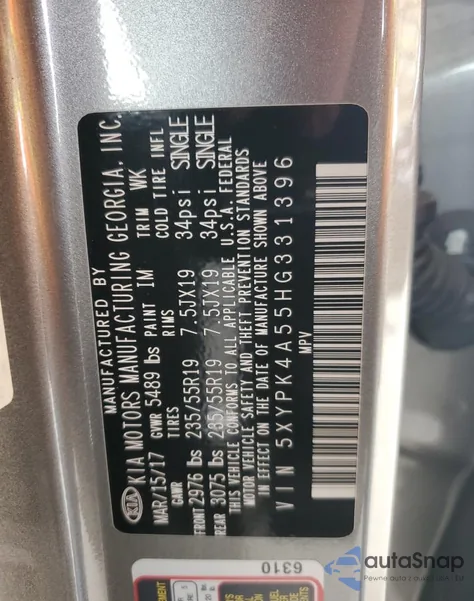 MANUFACTURED BY
KIA KIA MOTORS MANUFACTURING GEORGIA, INC.
MAR/15/17 GVWR 5489 lbs PAINT IM TRIM WK
GAWR TIRES RIMS COLD TIRE INFL
FRONT 2976 lbs 235/55R19 7.5JX19 34psi SINGLE
REAR 3075 lbs 235/55R19 7.5JX19 34psi SINGLE
THIS VEHICLE CONFORMS TO ALL APPLICABLE U.S.A. FEDERAL
MOTOR VEHICLE SAFETY AND THEFT PREVENTION STANDARDS
IN EFFECT ON THE DATE OF MANUFACTURE SHOWN ABOVE
VIN 5XYPK4A55HG331396
MPV
6310
autoSnap